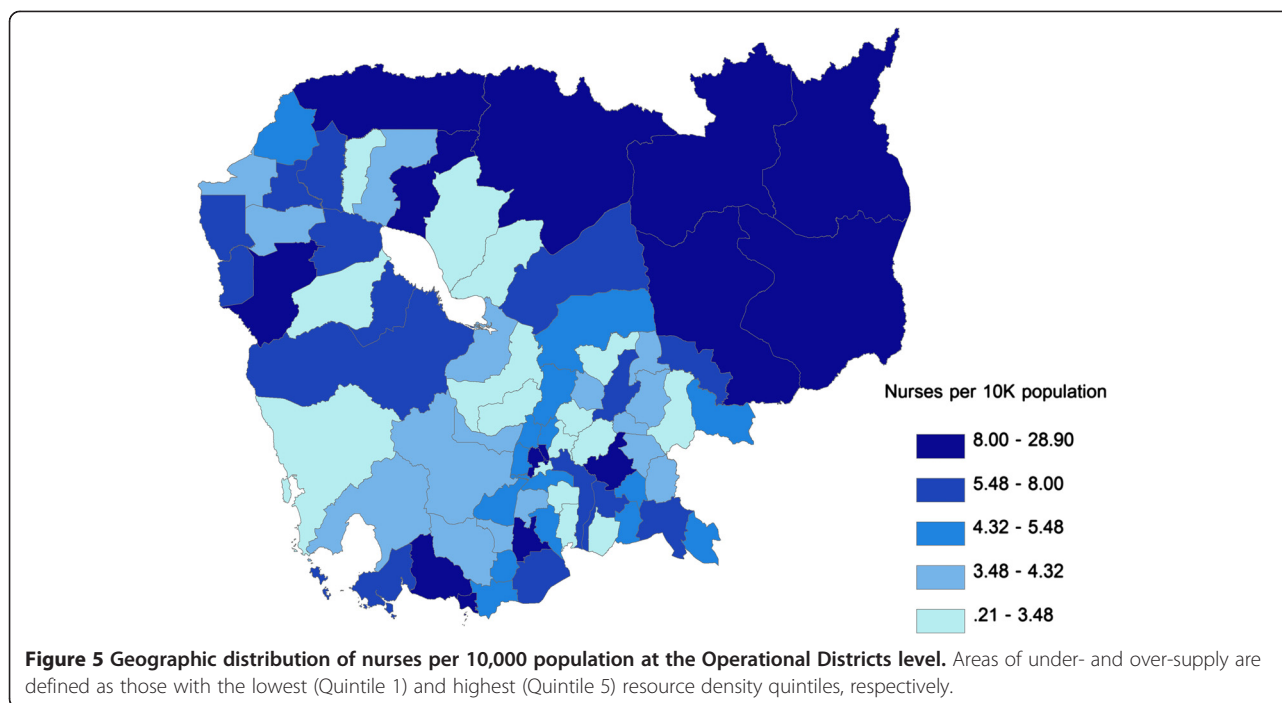 Nurses per 10K population
8.00 - 28.90
5.48 - 8.00
4.32 - 5.48
3.48 - 4.32
.21 - 3.48
Figure 5 Geographic distribution of nurses per 10,000 population at the Operational Districts level. Areas of under- and over-supply are
defined as those with the lowest (Quintile 1) and highest (Quintile 5) resource density quintiles, respectively.